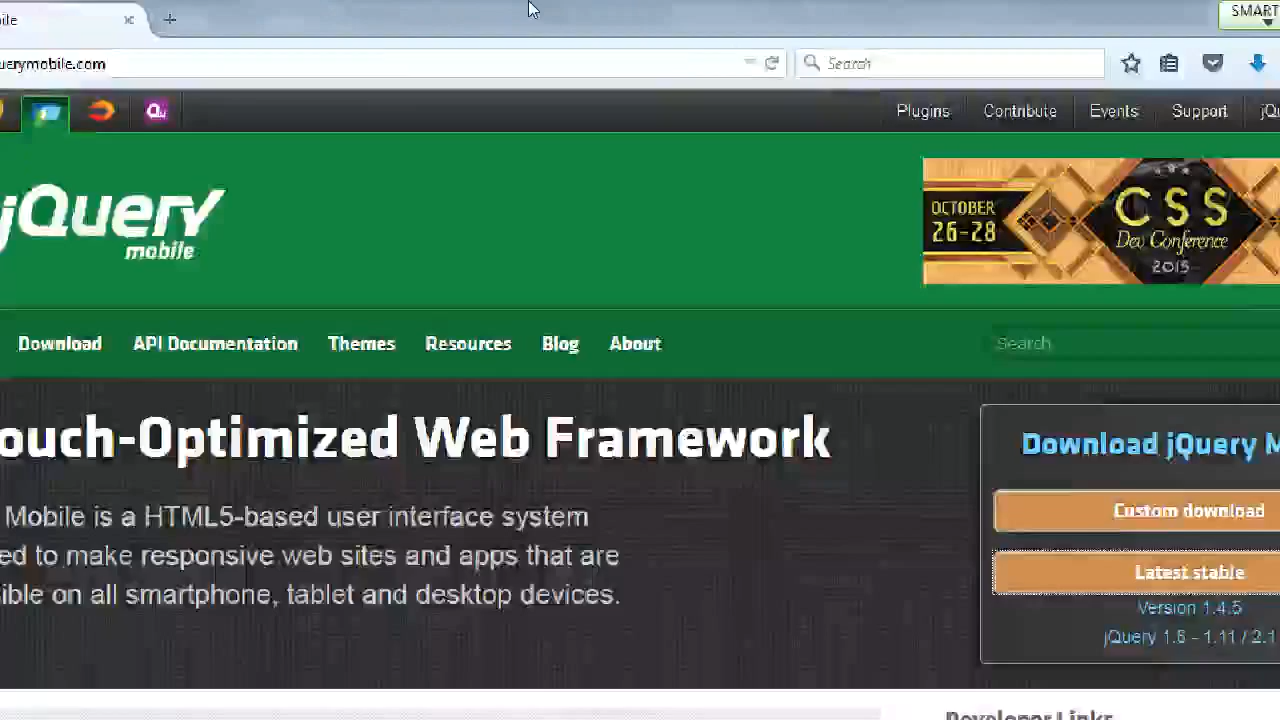 ile
SMART
uerymobile.com
Search
Qu
Plugins
Contribute
Events
Support
jQu
jQuery
mobile
OCTOBER
26-28
CSS
Dev Conference
2015
Download
API Documentation
Themes
Resources
Blog
About
Search
ouch-Optimized Web Framework
Mobile is a HTML5-based user interface system
ed to make responsive web sites and apps that are
ible on all smartphone, tablet and desktop devices.
Download jQuery M
Custom download
Latest stable
Version 1.4.5
jQuery 1.8 - 1.11 / 2.1
Developer Links